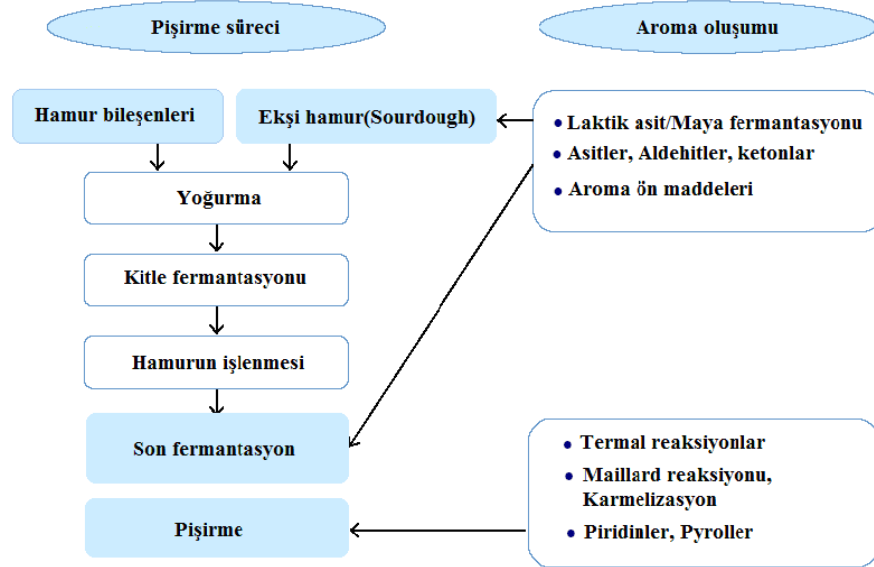 Pişirme süreci
Aroma oluşumu
Hamur bileşenleri
Ekşi hamur(Sourdough)
Yoğurma
Kitle fermantasyonu
Hamurun işlenmesi
Son fermantasyon
Pişirme
• Laktik asit/Maya fermantasyonu
• Asitler, Aldehitler, ketonlar
• Aroma ön maddeleri
• Termal reaksiyonlar
• Maillard reaksiyonu,
Karmelizasyon
• Piridinler, Pyroller